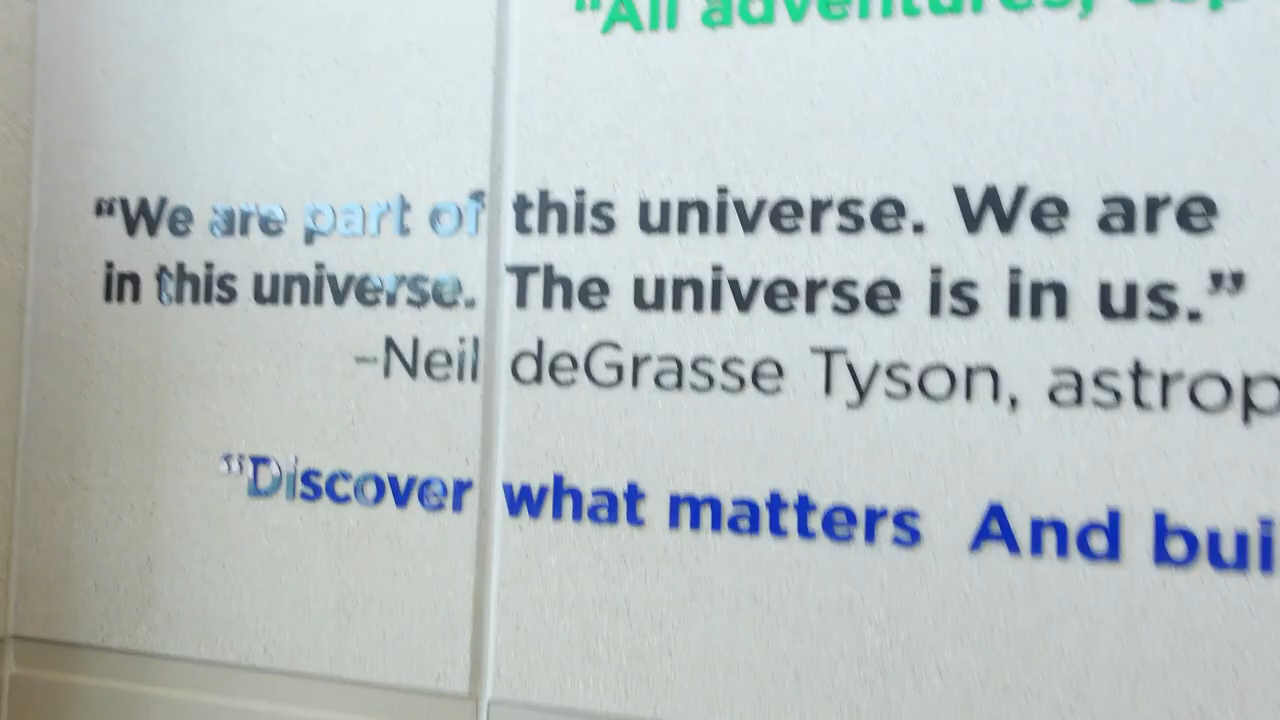 "All adventures,
“We are part of this universe. We are
in this universe. The universe is in us.”
–Neil deGrasse Tyson, astrop
"Discover what matters And bui